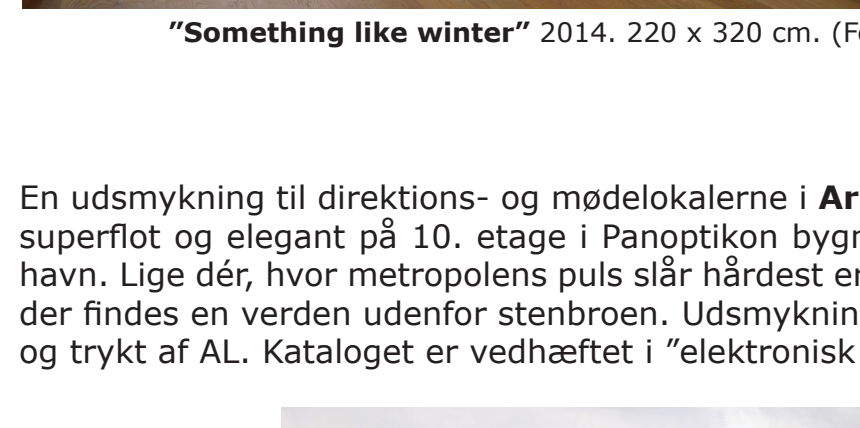 ”Something like winter” 2014. 220 x 320 cm. (F
En udsmykning til direktions- og mødelokalerne i Ar
superflot og elegant på 10. etage i Panoptikon bygn
havn. Lige dér, hvor metropolens puls slår hårdest er
der findes en verden udenfor stenbroen. Udsmyknin
og trykt af AL. Kataloget er vedhæftet i ”elektronisk